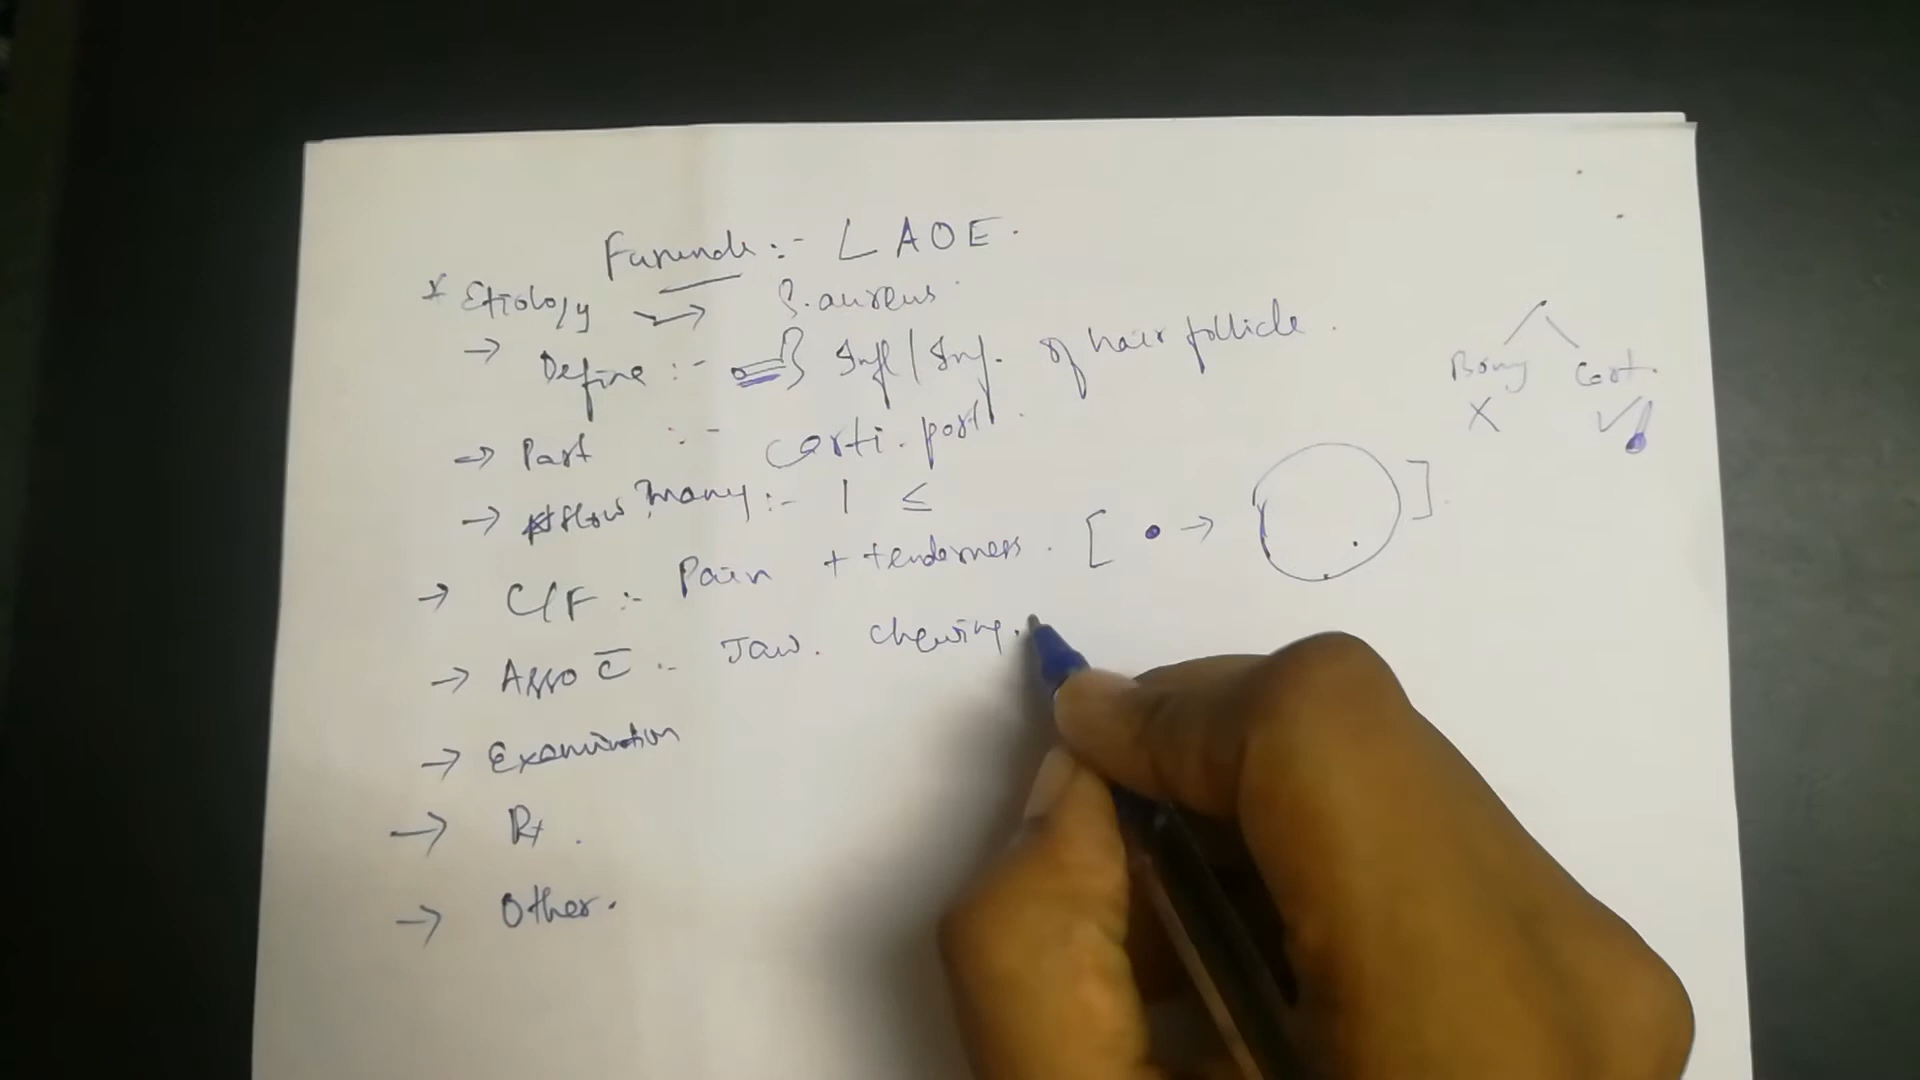 Furuncle :- LAOE.
* Etiology → S. aureus.
→ Define :- } Infl / Inf. of hair follicle.
Bony Cart.
X ✓
→ Part :- Carti. part.
→ How many :- 1 ≤
→ C/F :- Pain + tenderness. [ • → ].
→ Asso c̅ :- Jaw. chewing.
→ Examination
→ Rx.
→ Other.